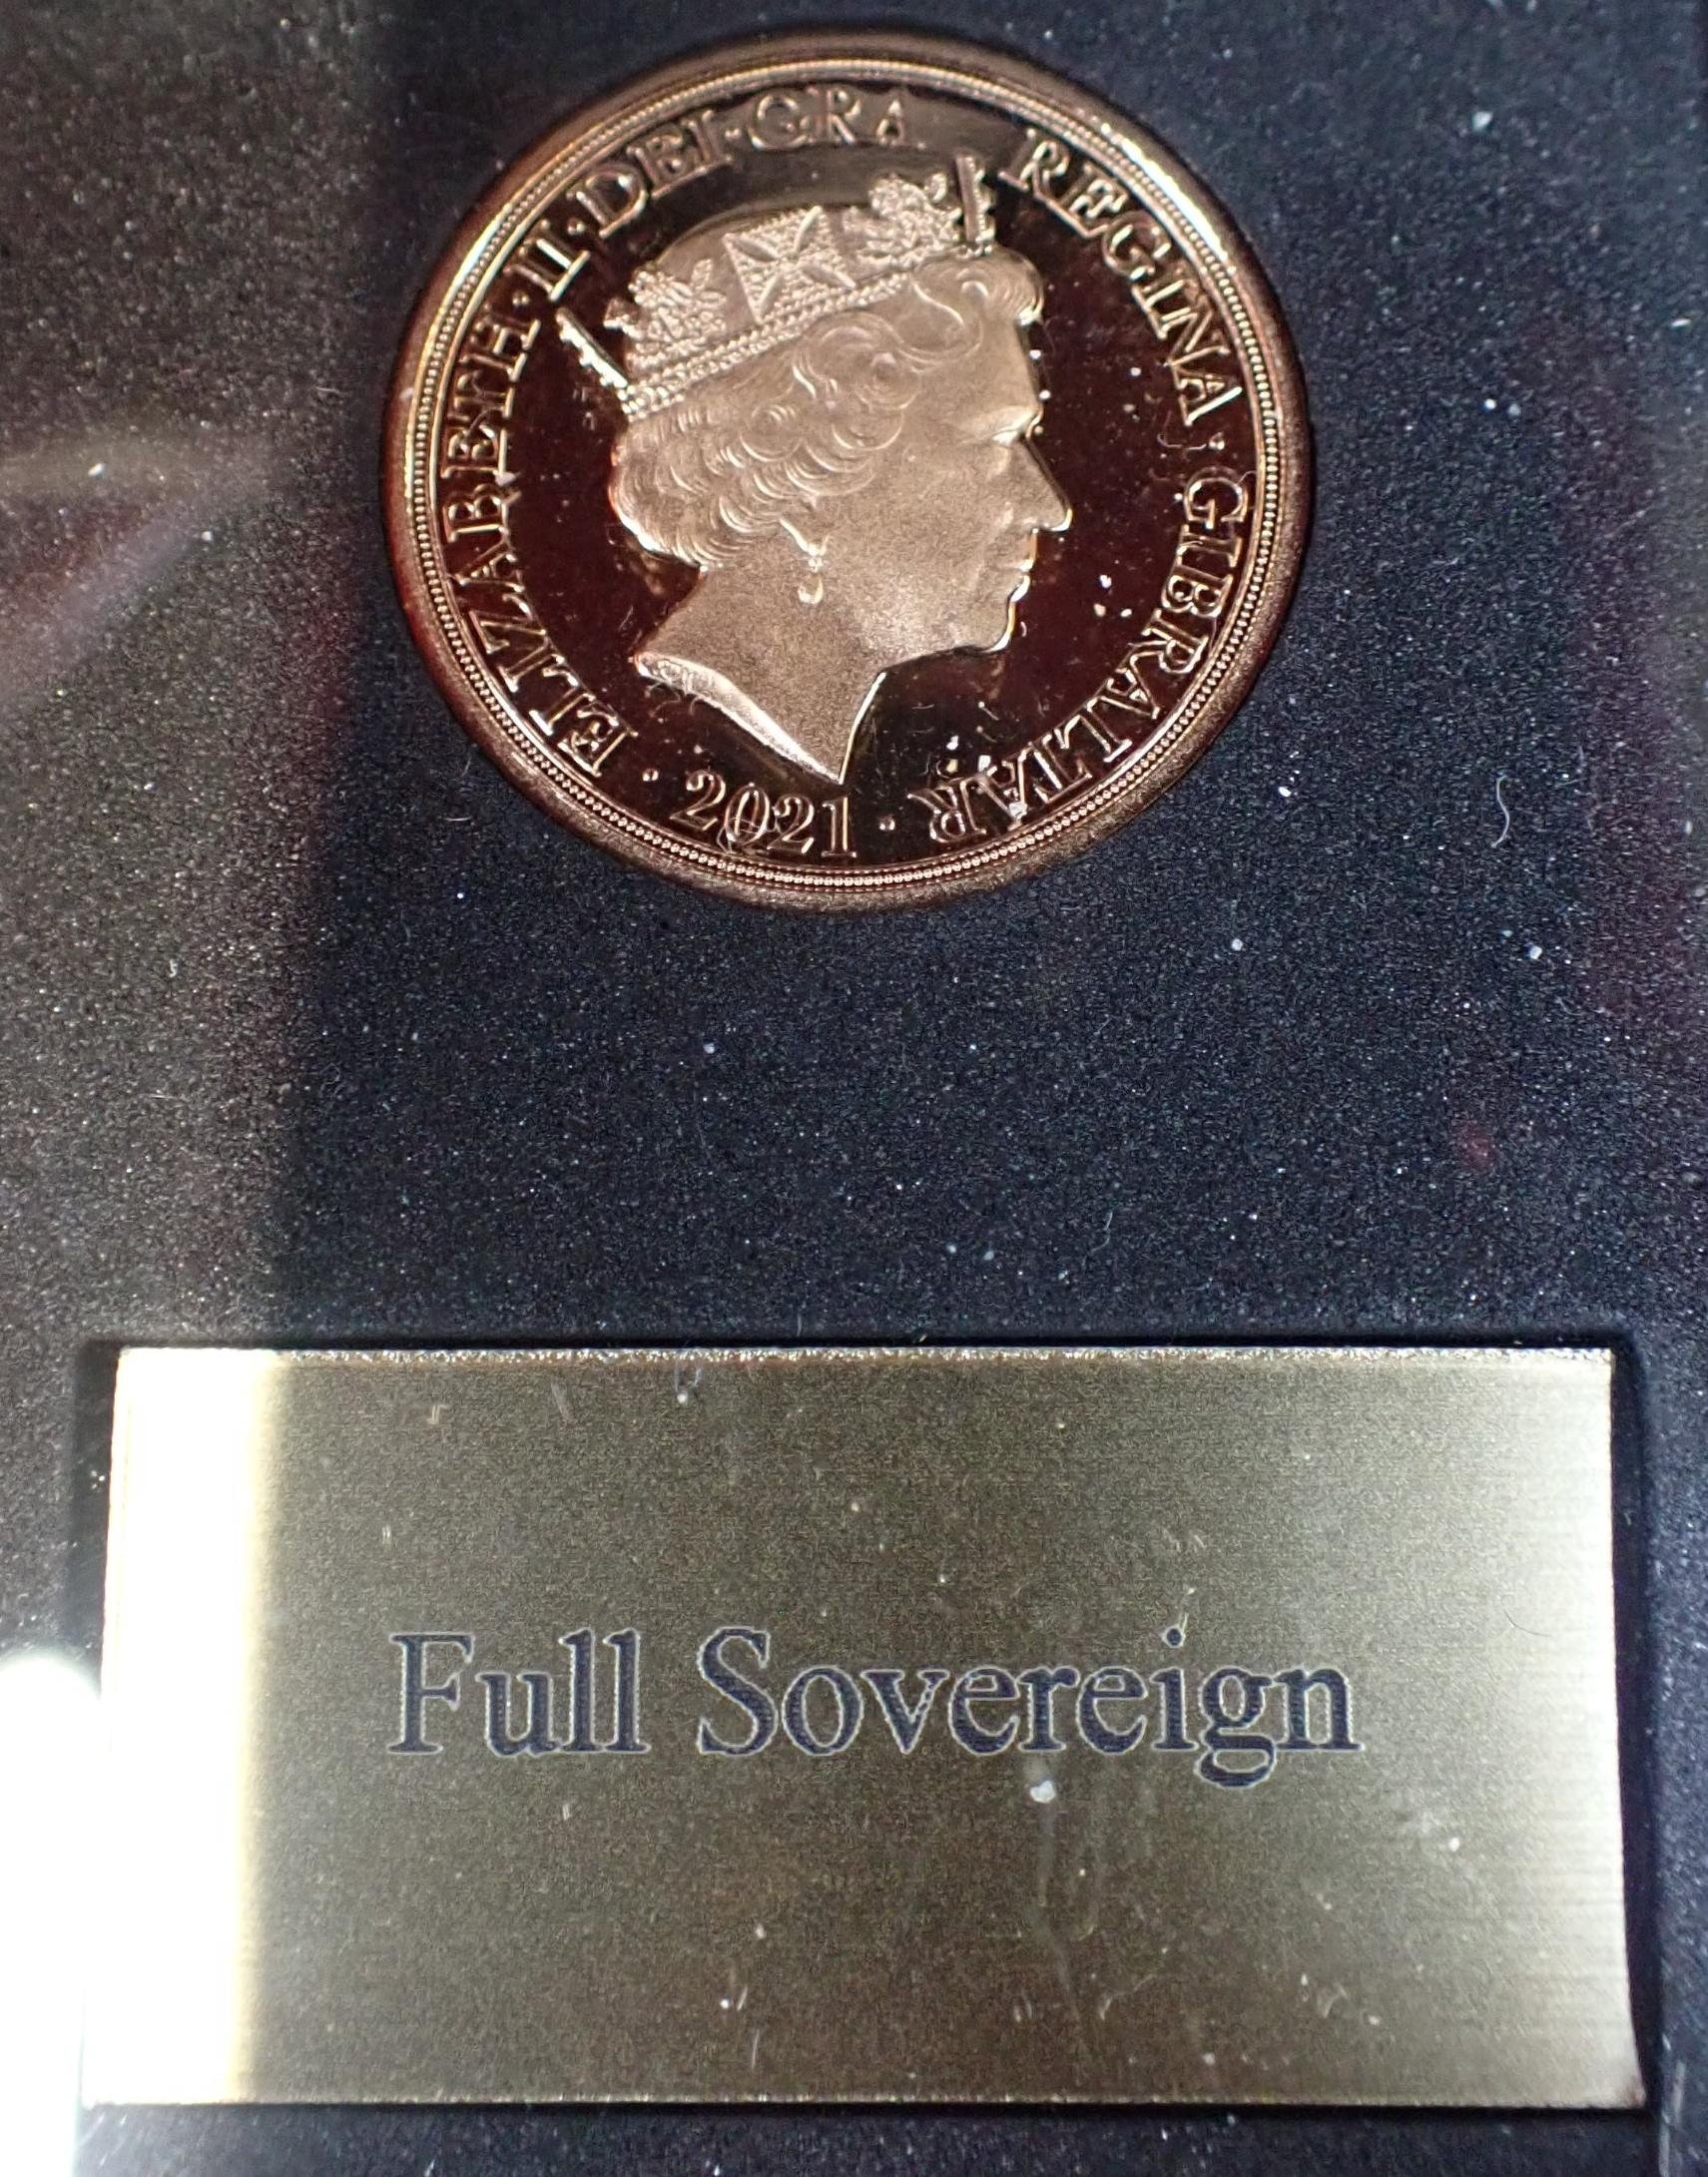 ELIZABETH·II·DEI·GRA REGINA·GIBRALTAR
·2021·
Full Sovereign